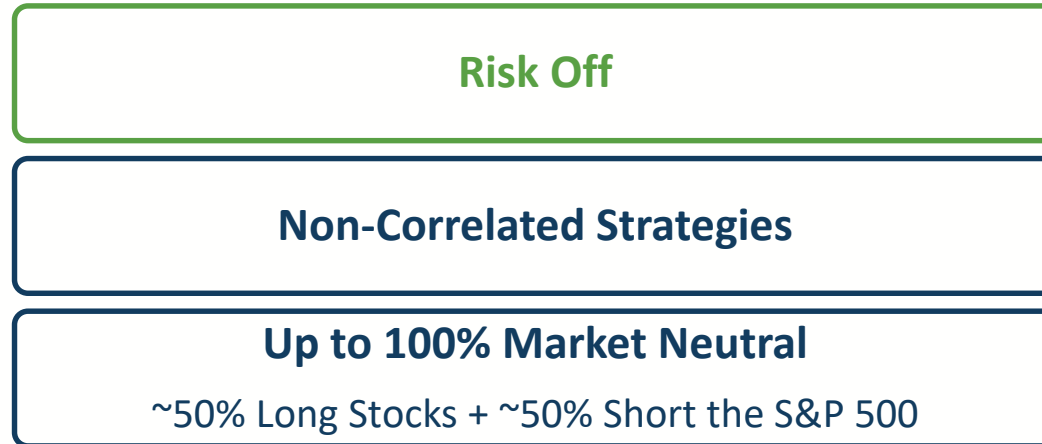 Risk Off
Non-Correlated Strategies
Up to 100% Market Neutral
~50% Long Stocks + ~50% Short the S&P 500